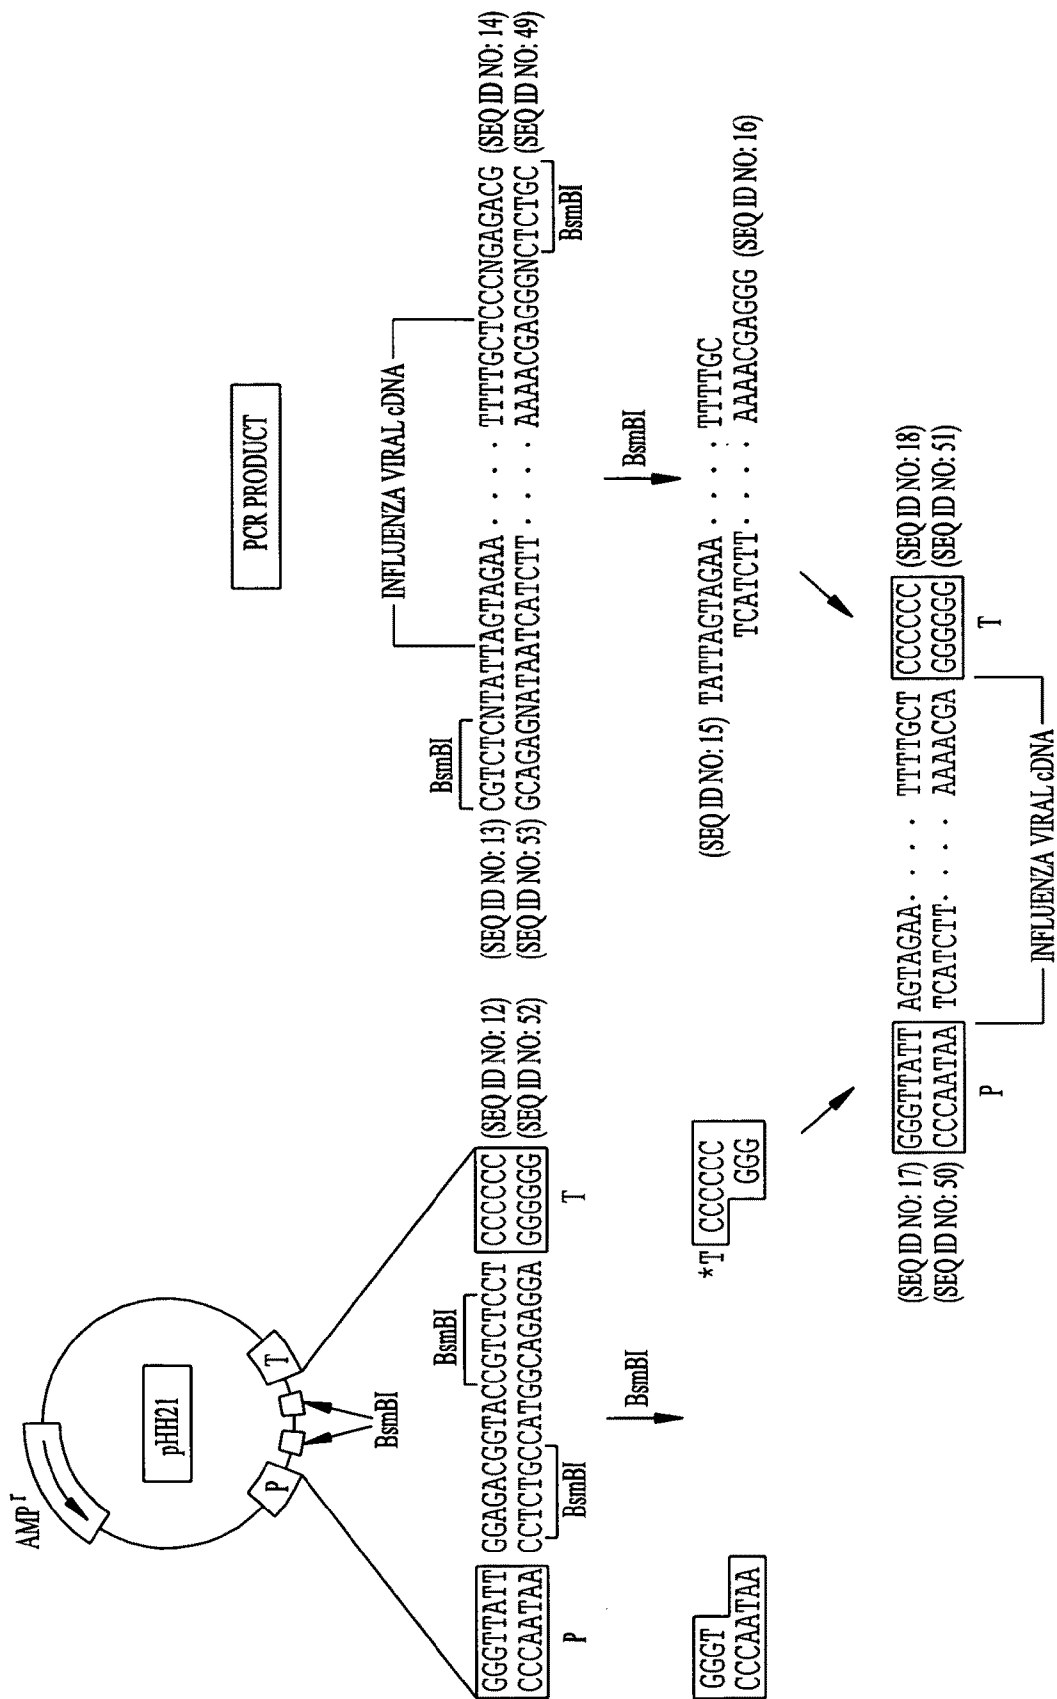 AMP r
pHH21
P
T
BsmBI
PCR PRODUCT
INFLUENZA VIRAL cDNA
BsmBI
BsmBI
GGGTTATT GGAGACGGTACCGTCTCCT CCCCCC (SEQ ID NO: 12)
CCCAATAA CCTCTGCCATGGCAGAGGA GGGGGG (SEQ ID NO: 52)
P
BsmBI
T
(SEQ ID NO: 13) CGTCTCNTATTAGTAGAA · · · · TTTTGCTCCCNGAGACG (SEQ ID NO: 14)
(SEQ ID NO: 53) GCAGAGNATAATCATCTT · · · · AAAACGAGGGNCTCTGC (SEQ ID NO: 49)
BsmBI
BsmBI
BsmBI
GGGT
CCCAATAA
*T CCCCCC
GGG
(SEQ ID NO: 15) TATTAGTAGAA · · · · TTTTGC
TCATCTT · · · · AAAACGAGGG (SEQ ID NO: 16)
(SEQ ID NO: 17) GGGTTATT AGTAGAA · · · · TTTTGCT CCCCCC (SEQ ID NO: 18)
(SEQ ID NO: 50) CCCAATAA TCATCTT · · · · AAAACGA GGGGGG (SEQ ID NO: 51)
P
T
INFLUENZA VIRAL cDNA